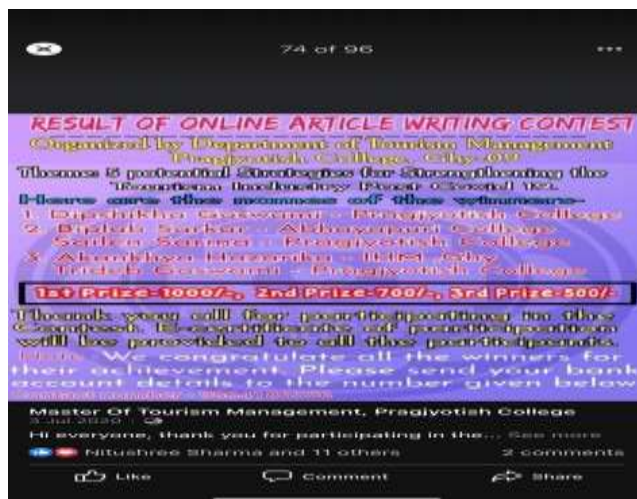 74 of 96
RESULT OF ONLINE ARTICLE WRITING CONTEST
Organized by Department of Tourism Management
Pragjyotish College, Ghy-09
Theme: 5 potential Strategies for Strengthening the
Tourism Industry Post Covid 19.
Here are the names of the winners-
1. Dipshikha Goswami - Pragjyotish College
2. Biplab Sarkar - Abhayapuri College
Sarma - Pragjyotish College
3. Hazarika - IHM, Ghy
Trideb Goswami - Pragjyotish College
1st Prize-1000/-, 2nd Prize-700/-, 3rd Prize-500/-
Thank you all for participating in the
Contest. E-certificate of participation
will be provided to all the participants.
Note: We congratulate all the winners for
their achievement. Please send your bank
account details to the number given below
Contact number -
Master Of Tourism Management, Pragjyotish College
3 Jul 2020
Hi everyone, thank you for participating in the... See more
Nitushree Sharma and 11 others
2 comments
Like
Comment
Share